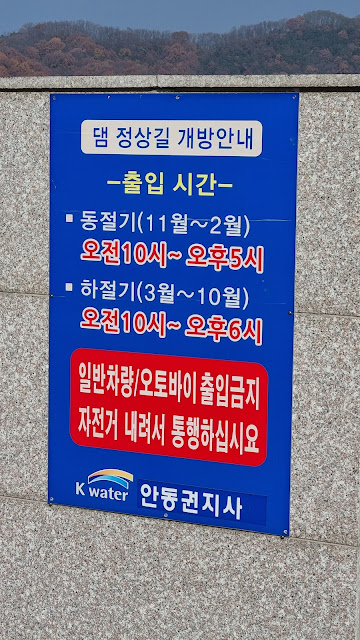 댐 정상길 개방안내
-출입 시간-
▪ 동절기(11월~2월)
오전10시~ 오후5시
▪ 하절기(3월~10월)
오전10시~ 오후6시
일반차량/오토바이 출입금지
자전거 내려서 통행하십시요
K water 안동권지사